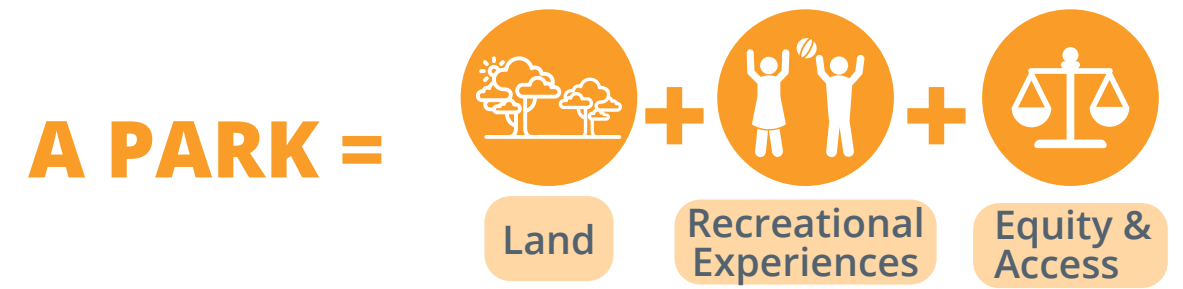 A PARK =
+
+
Land
Recreational
Experiences
Equity &
Access